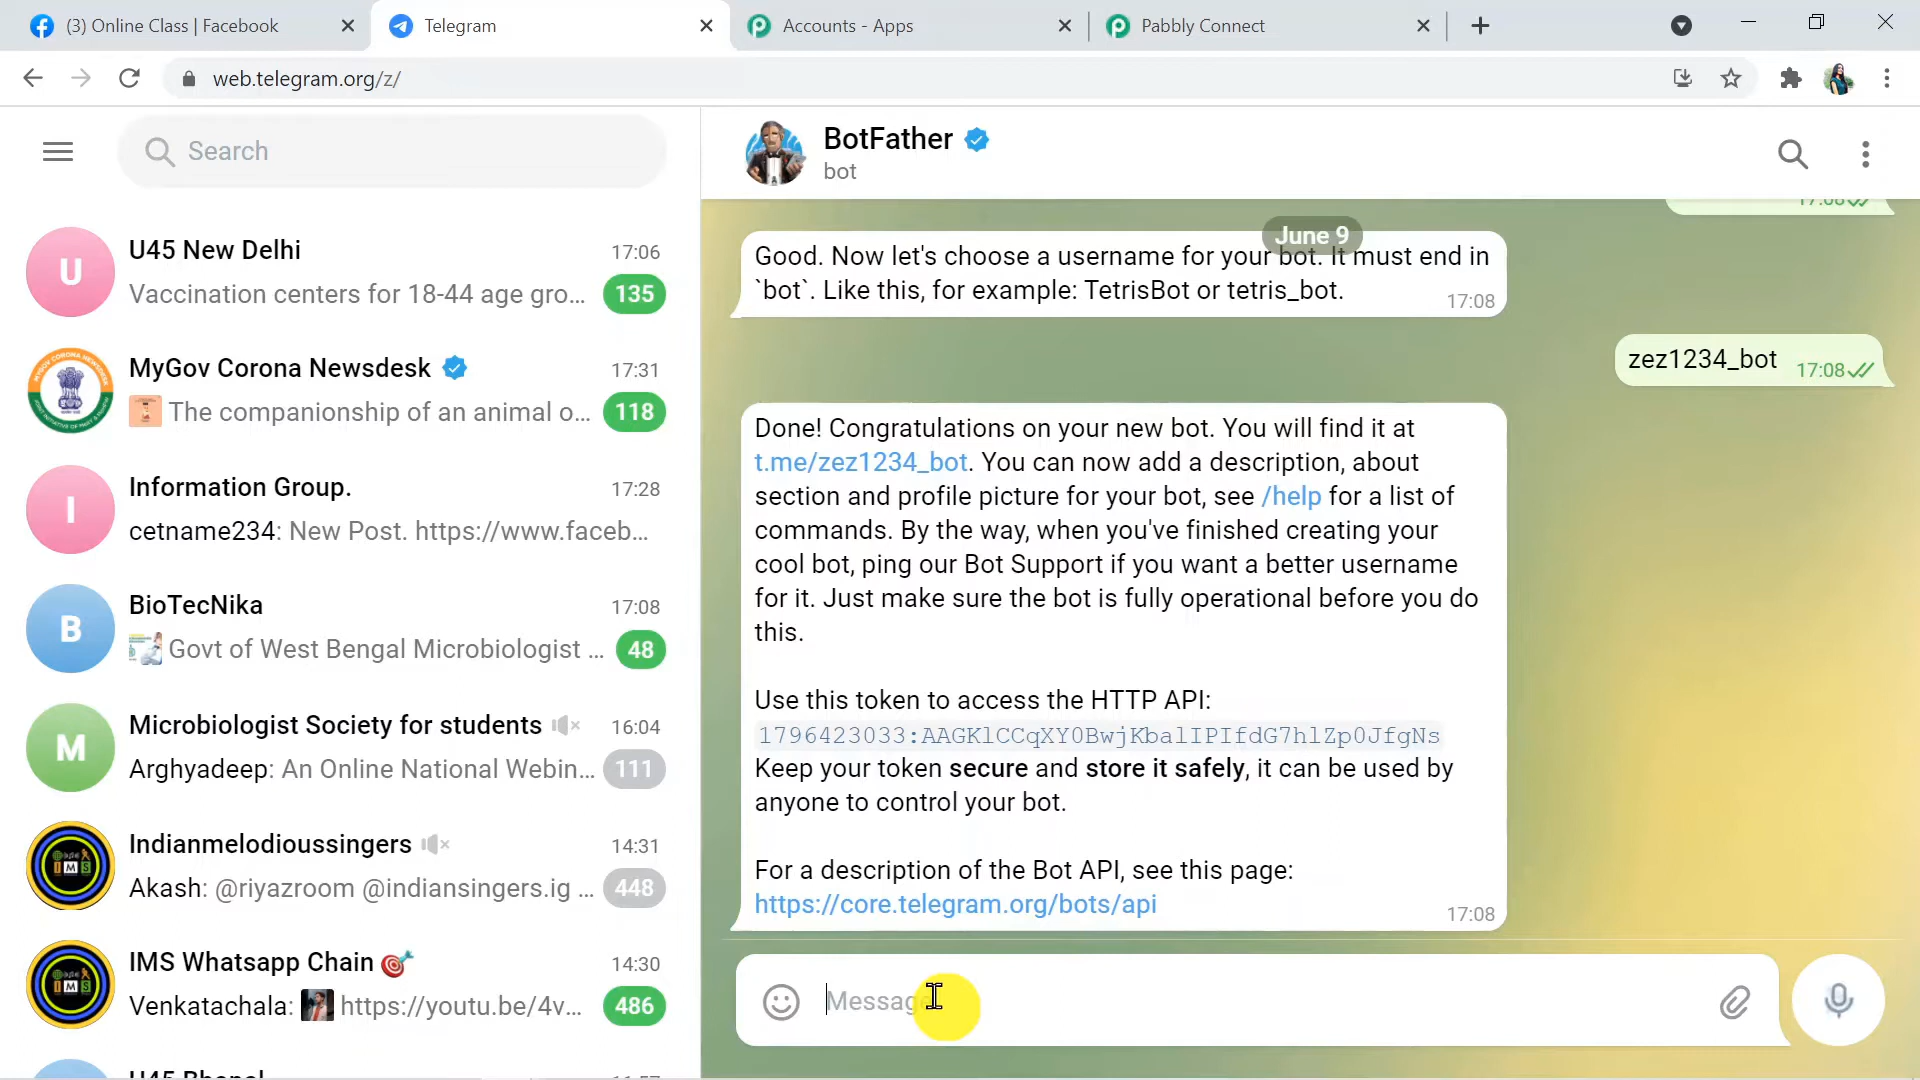 (3) Online Class | Facebook
Telegram
Accounts - Apps
Pabbly Connect
web.telegram.org/z/
Search
U45 New Delhi 17:06
Vaccination centers for 18-44 age gro... 135
MyGov Corona Newsdesk 17:31
The companionship of an animal o... 118
I Information Group. 17:28
cetname234: New Post. https://www.faceb...
B BioTecNika 17:08
Govt of West Bengal Microbiologist ... 48
M Microbiologist Society for students 16:04
Arghyadeep: An Online National Webin... 111
Indianmelodioussingers 14:31
IMS
Akash: @riyazroom @indiansingers.ig ... 448
IMS Whatsapp Chain 14:30
IMS
Venkatachala: https://youtu.be/4v... 486
U
BotFather
bot
17:08
June 9
Good. Now let's choose a username for your bot. It must end in
`bot`. Like this, for example: TetrisBot or tetris_bot.
17:08
zez1234_bot 17:08
Done! Congratulations on your new bot. You will find it at
t.me/zez1234_bot. You can now add a description, about
section and profile picture for your bot, see /help for a list of
commands. By the way, when you've finished creating your
cool bot, ping our Bot Support if you want a better username
for it. Just make sure the bot is fully operational before you do
this.
Use this token to access the HTTP API:
1796423033:AAGKlCCqXY0BwjKbalIPIfdG7hlZp0JfgNs
Keep your token secure and store it safely, it can be used by
anyone to control your bot.
For a description of the Bot API, see this page:
https://core.telegram.org/bots/api
17:08
Message